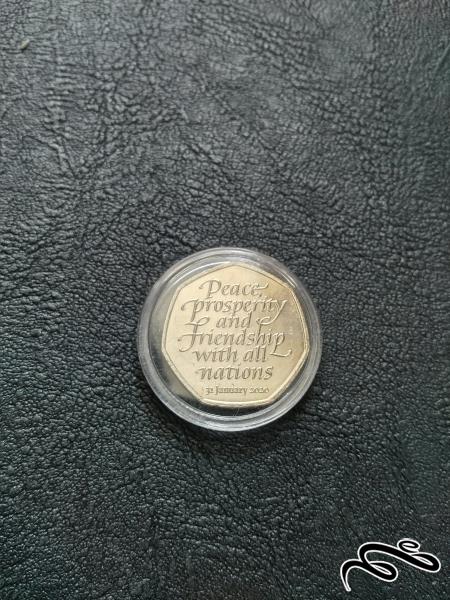 Peace,
prosperity
and
friendship
with all
nations
31 January 2020